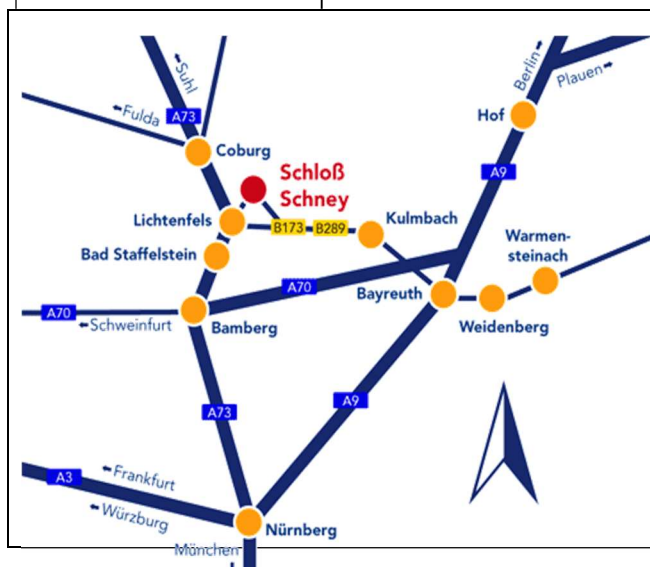 Berlin
Suhl
Plauen
Fulda
A73
Hof
Coburg
Schloß
Schney
A9
Lichtenfels
B173
B289
Kulmbach
Warmen-
steinach
Bad Staffelstein
A70
Bayreuth
A70
Schweinfurt
Bamberg
Weidenberg
A9
A73
A3
Frankfurt
Würzburg
Nürnberg
München